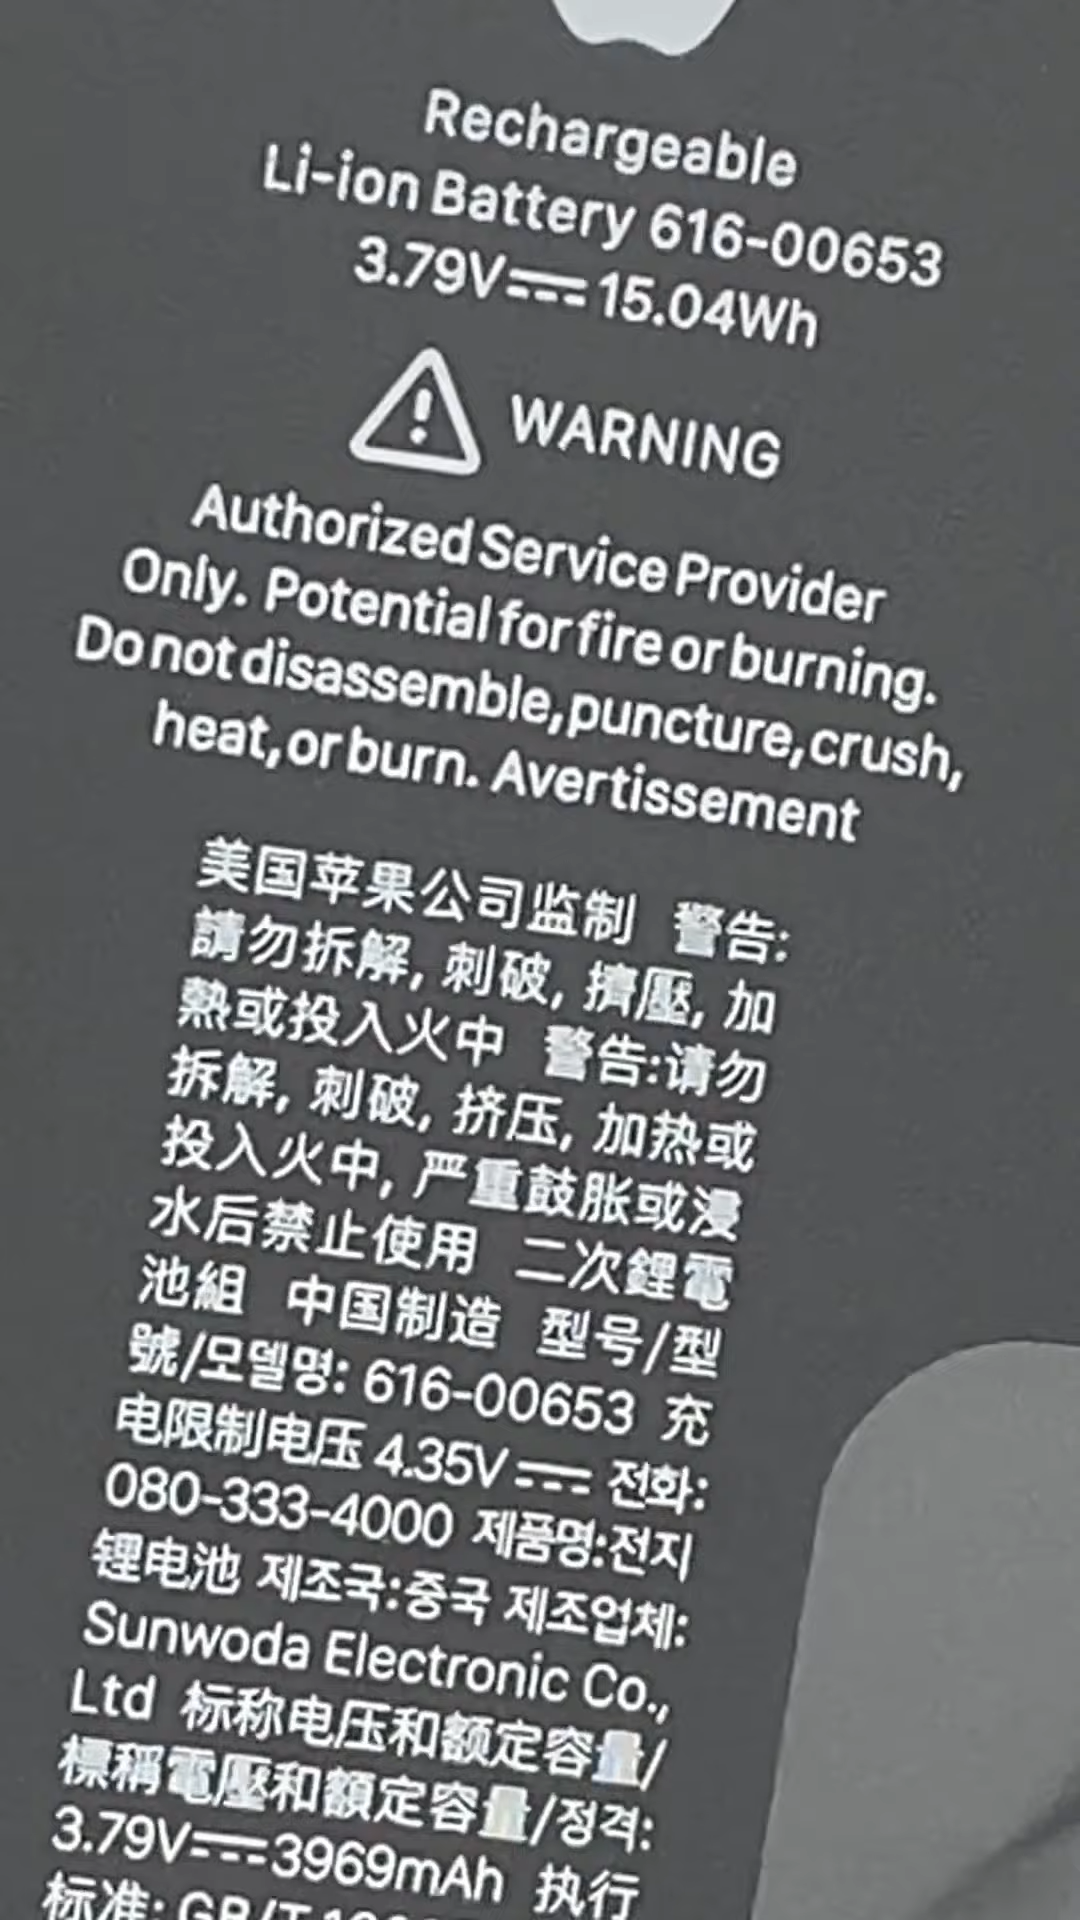 Rechargeable
Li-ion Battery 616-00653
3.79V⎓15.04Wh
WARNING
Authorized Service Provider
Only. Potential for fire or burning.
Do not disassemble, puncture, crush,
heat, or burn. Avertissement
美国苹果公司监制 警告:
請勿拆解, 刺破, 擠壓, 加
熱或投入火中 警告:请勿
拆解, 刺破, 挤压, 加热或
投入火中, 严重鼓胀或浸
水后禁止使用 二次鋰電
池組 中国制造 型号/型
號/모델명: 616-00653 充
电限制电压 4.35V⎓ 전화:
080-333-4000 제품명:전지
锂电池 제조국:중국 제조업체:
Sunwoda Electronic Co.,
Ltd 标称电压和额定容量/
標稱電壓和額定容量/정격:
3.79V⎓3969mAh 执行
标准: GB/T